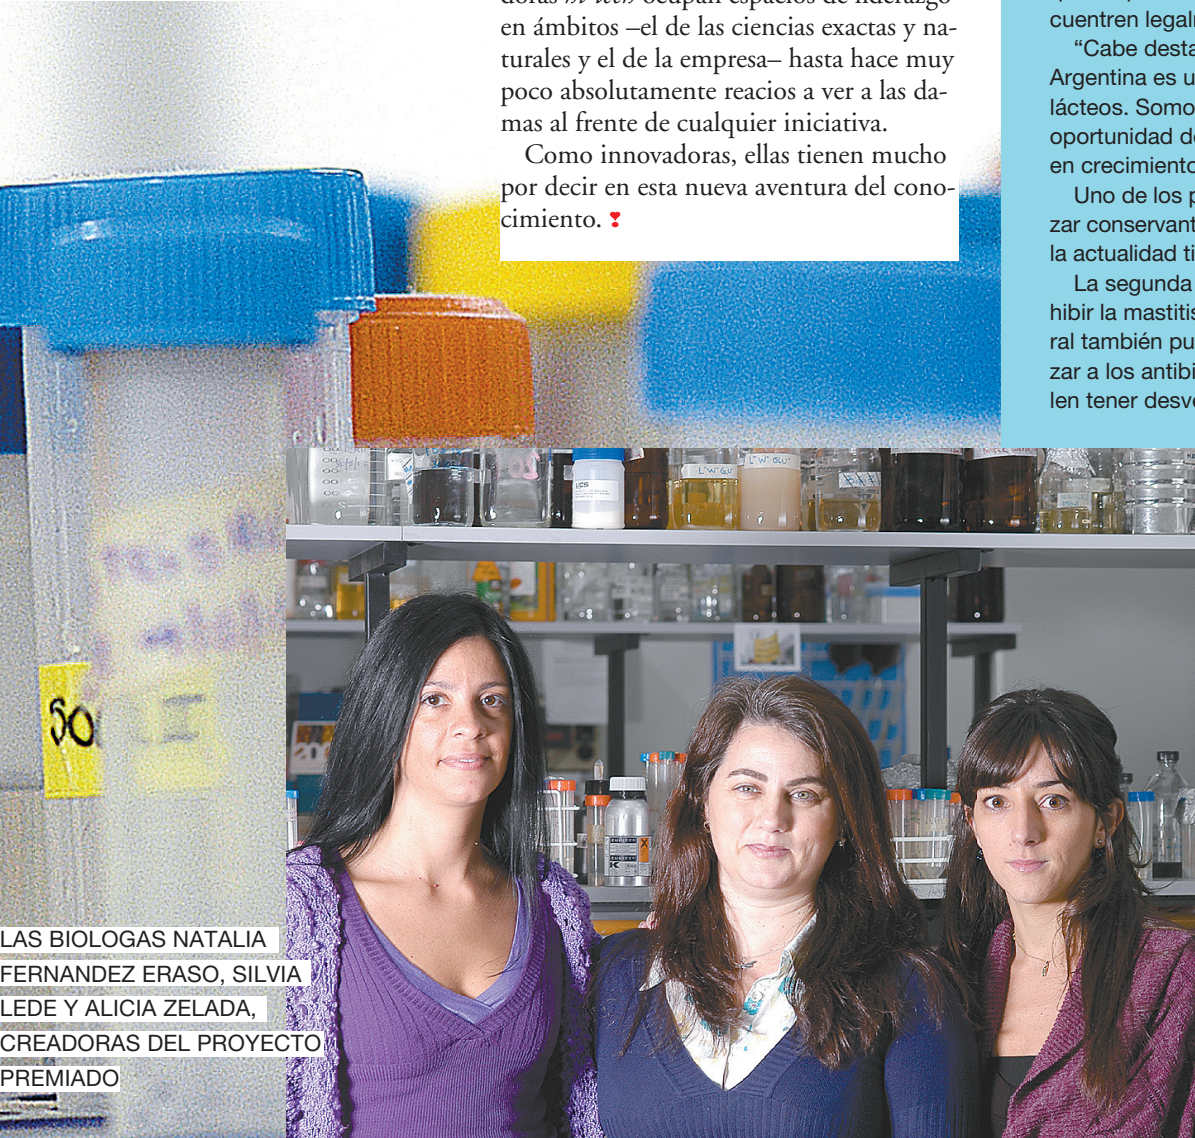 en ámbitos –el de las ciencias exactas y na-
turales y el de la empresa– hasta hace muy
poco absolutamente reacios a ver a las da-
mas al frente de cualquier iniciativa.
Como innovadoras, ellas tienen mucho
por decir en esta nueva aventura del cono-
cimiento.
“Cabe desta
Argentina es u
lácteos. Somo
oportunidad d
en crecimiento
Uno de los p
zar conservant
la actualidad ti
La segunda
hibir la mastitis
ral también pu
zar a los antibi
len tener desve
L-W-GLU-
LAS BIOLOGAS NATALIA
FERNANDEZ ERASO, SILVIA
LEDE Y ALICIA ZELADA,
CREADORAS DEL PROYECTO
PREMIADO